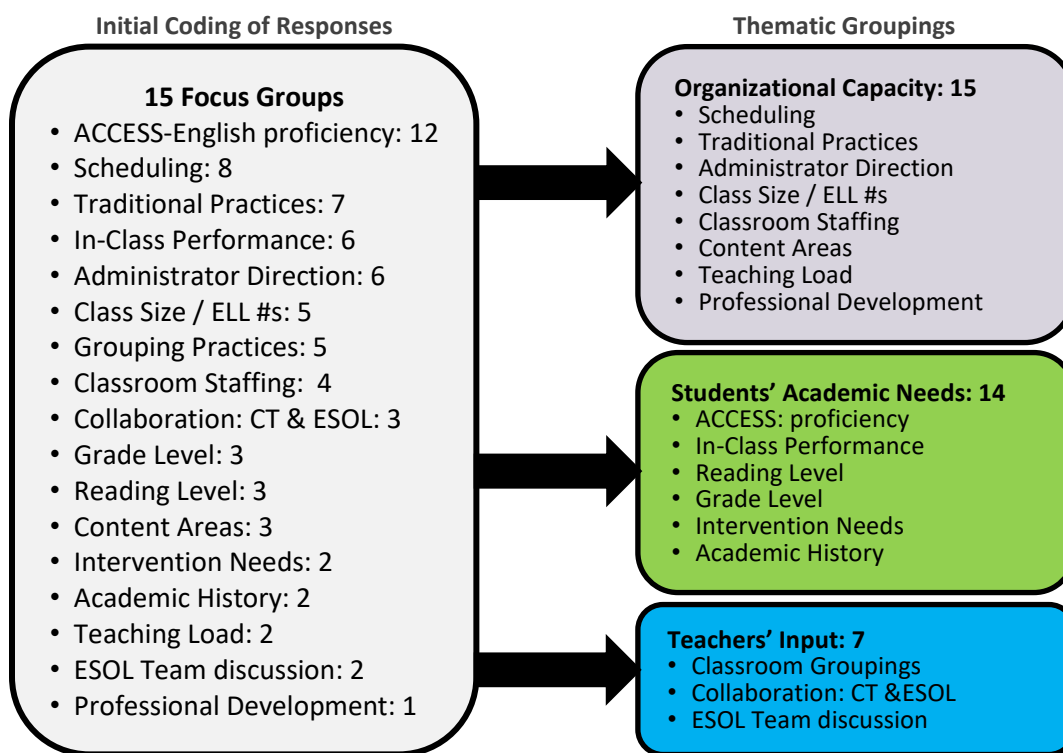 Initial Coding of Responses
15 Focus Groups
• ACCESS-English proficiency: 12
• Scheduling: 8
• Traditional Practices: 7
• In-Class Performance: 6
• Administrator Direction: 6
• Class Size / ELL #s: 5
• Grouping Practices: 5
• Classroom Staffing:  4
• Collaboration: CT & ESOL: 3
• Grade Level: 3
• Reading Level: 3
• Content Areas: 3
• Intervention Needs: 2
• Academic History: 2
• Teaching Load: 2
• ESOL Team discussion: 2
• Professional Development: 1
Thematic Groupings
Organizational Capacity: 15
• Scheduling
• Traditional Practices
• Administrator Direction
• Class Size / ELL #s
• Classroom Staffing
• Content Areas
• Teaching Load
• Professional Development
Students’ Academic Needs: 14
• ACCESS: proficiency
• In-Class Performance
• Reading Level
• Grade Level
• Intervention Needs
• Academic History
Teachers’ Input: 7
• Classroom Groupings
• Collaboration: CT &ESOL
• ESOL Team discussion